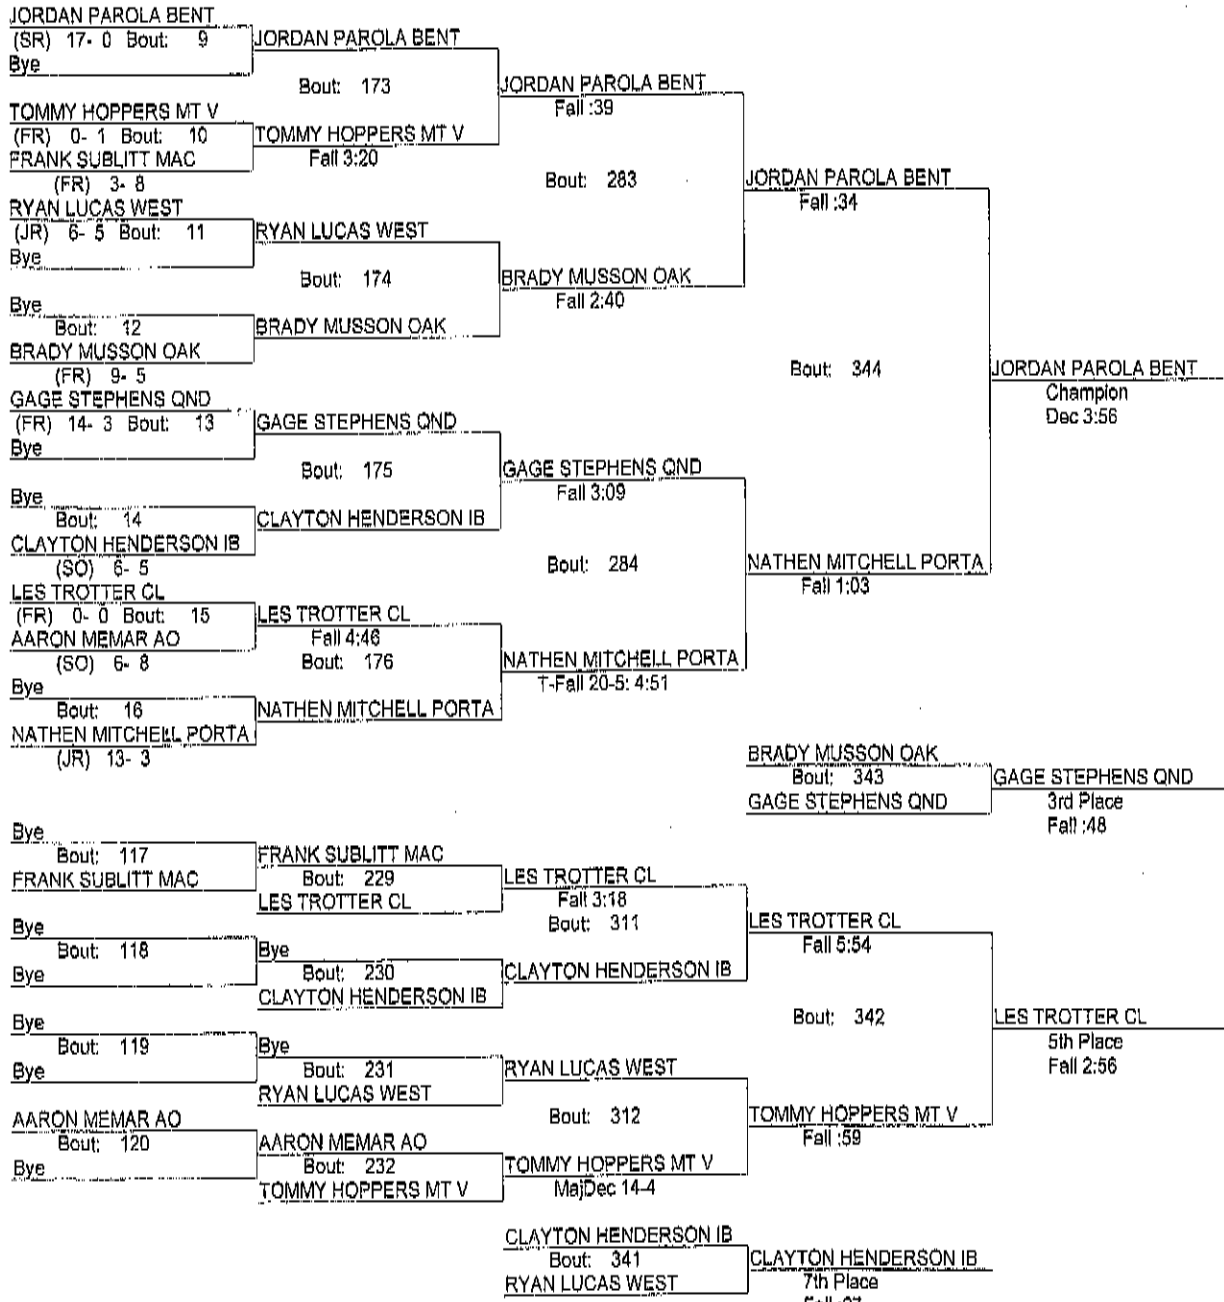 JORDAN PAROLA BENT
(SR) 17- 0 Bout: 9
Bye
JORDAN PAROLA BENT
Bout: 173
TOMMY HOPPERS MT V
(FR) 0- 1 Bout: 10
FRANK SUBLITT MAC
(FR) 3- 8
TOMMY HOPPERS MT V
Fall 3:20
JORDAN PAROLA BENT
Fall :39
Bout: 283
RYAN LUCAS WEST
(JR) 6- 5 Bout: 11
Bye
RYAN LUCAS WEST
Bout: 174
Bye
Bout: 12
BRADY MUSSON OAK
(FR) 9- 5
BRADY MUSSON OAK
BRADY MUSSON OAK
Fall 2:40
JORDAN PAROLA BENT
Fall :34
Bout: 344
JORDAN PAROLA BENT
Champion
Dec 3:56
GAGE STEPHENS QND
(FR) 14- 3 Bout: 13
Bye
GAGE STEPHENS QND
Bout: 175
Bye
Bout: 14
CLAYTON HENDERSON IB
(SO) 6- 5
CLAYTON HENDERSON IB
GAGE STEPHENS QND
Fall 3:09
Bout: 284
LES TROTTER CL
(FR) 0- 0 Bout: 15
AARON MEMAR AO
(SO) 6- 8
LES TROTTER CL
Fall 4:46
Bout: 176
Bye
Bout: 16
NATHEN MITCHELL PORTA
(JR) 13- 3
NATHEN MITCHELL PORTA
NATHEN MITCHELL PORTA
T-Fall 20-5: 4:51
NATHEN MITCHELL PORTA
Fall 1:03
BRADY MUSSON OAK
Bout: 343
GAGE STEPHENS QND
GAGE STEPHENS QND
3rd Place
Fall :48
Bye
Bout: 117
FRANK SUBLITT MAC
FRANK SUBLITT MAC
Bout: 229
LES TROTTER CL
LES TROTTER CL
Fall 3:18
Bout: 311
Bye
Bout: 118
Bye
Bye
Bout: 230
CLAYTON HENDERSON IB
CLAYTON HENDERSON IB
LES TROTTER CL
Fall 5:54
Bout: 342
Bye
Bout: 119
Bye
Bye
Bout: 231
RYAN LUCAS WEST
RYAN LUCAS WEST
Bout: 312
AARON MEMAR AO
Bout: 120
Bye
AARON MEMAR AO
Bout: 232
TOMMY HOPPERS MT V
TOMMY HOPPERS MT V
MajDec 14-4
TOMMY HOPPERS MT V
Fall :59
LES TROTTER CL
5th Place
Fall 2:56
CLAYTON HENDERSON IB
Bout: 341
RYAN LUCAS WEST
CLAYTON HENDERSON IB
7th Place